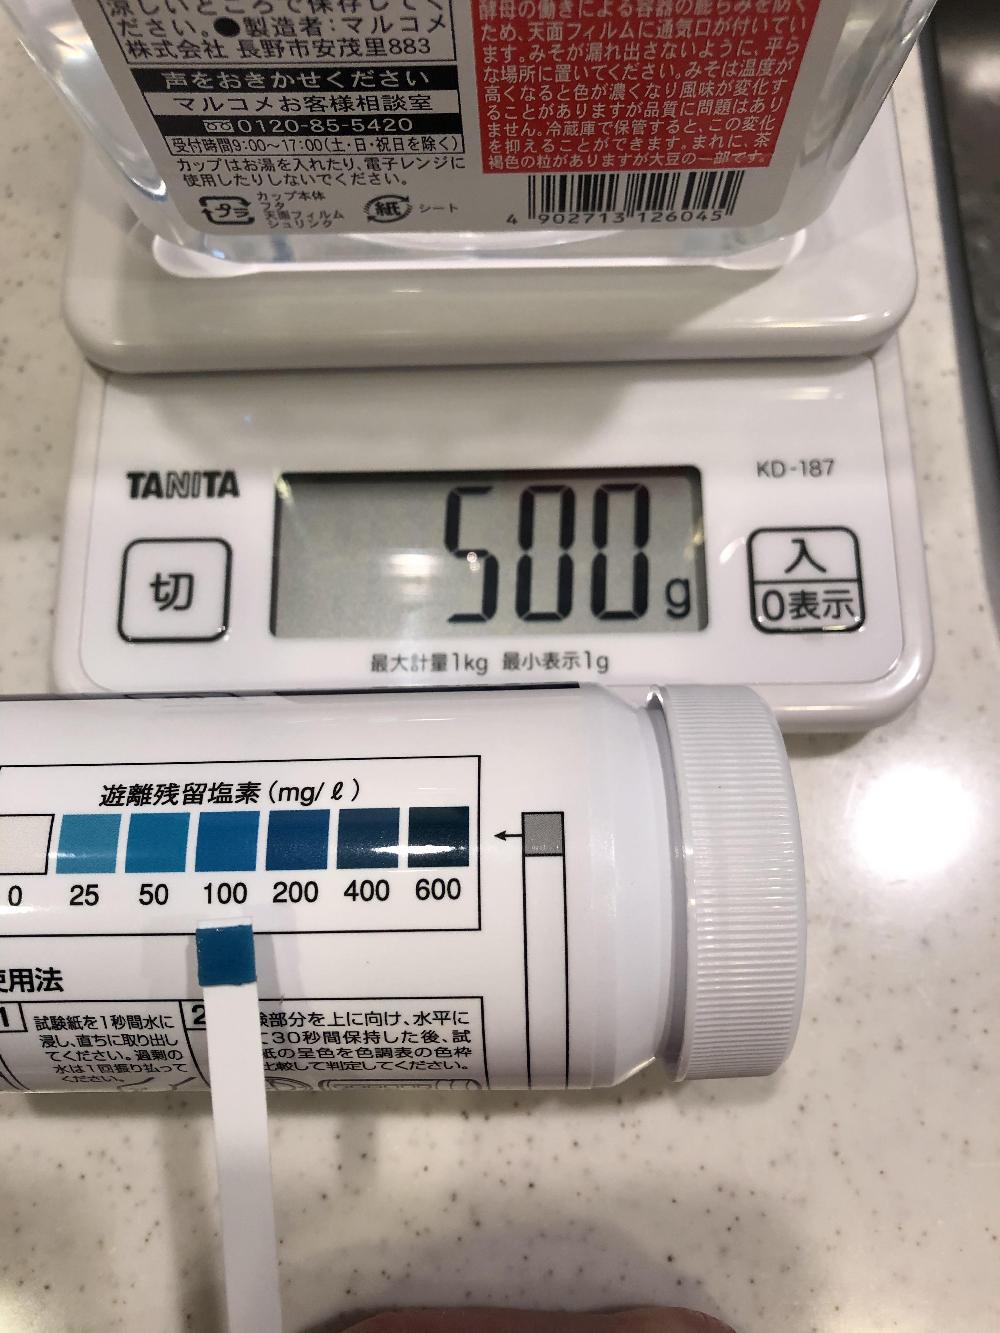 涼しいところで保存してく
ださい。●製造者：マルコメ
株式会社 長野市安茂里883
声をおきかせください
マルコメお客様相談室
0120-85-5420
受付時間9:00〜17:00(土・日・祝日を除く)
カップはお湯を入れたり、電子レンジに
使用したりしないでください。
プラ
カップ本体
フタ
天面フィルム
シュリンク
紙
シート
酵母の働きによる容器の膨らみを防ぐ
ため、天面フィルムに通気口が付いてい
ます。みそが漏れ出さないように、平ら
な場所に置いてください。みそは温度が
高くなると色が濃くなり風味が変化す
ることがありますが品質に問題はあり
ません。冷蔵庫で保管すると、この変化
を抑えることができます。まれに、茶
褐色の粒がありますが大豆の一部です。
4 902713 126045
TANITA
KD-187
切
500g
入
0表示
最大計量1kg 最小表示1g
遊離残留塩素(mg/ℓ)
0 25 50 100 200 400 600
使用法
1
試験紙を1秒間水に
浸し、直ちに取り出し
てください。過剰の
水は1回振り払って
ください。
2
験部分を上に向け、水平に
て30秒間保持した後、試
紙の呈色を色調表の色枠
比較して判定してください。